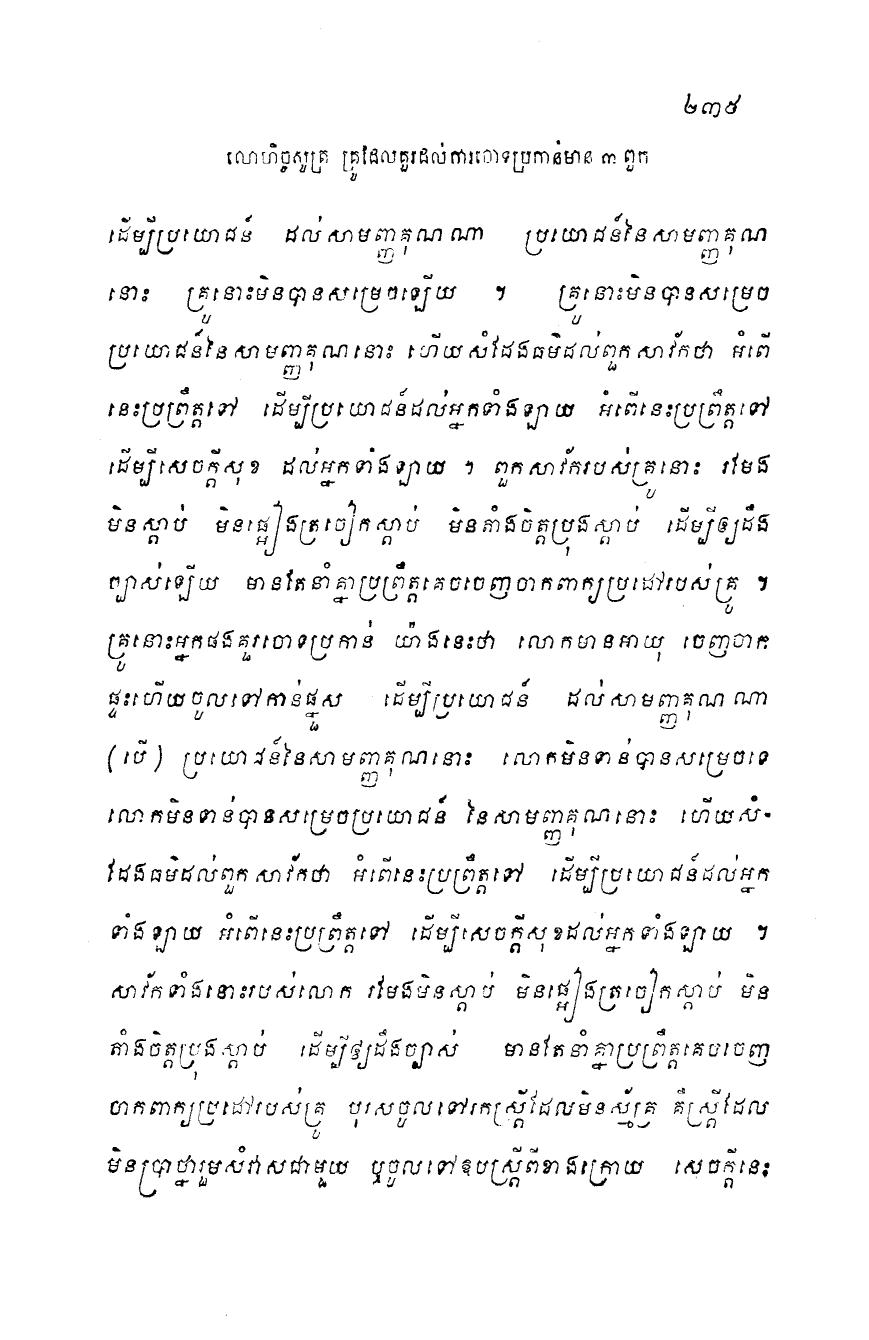 ២៣៩
លោហិច្ចសូត្រ គ្រូដែលគួរដល់ការចោទប្រកាន់មាន ៣ ពួក
ដើម្បីប្រយោជន៍ ដល់សាមញ្ញគុណណា ប្រយោជន៍នៃសាមញ្ញគុណ
នោះ គ្រូនោះមិនបានសម្រេចឡើយ ។ គ្រូនោះមិនបានសម្រេច
ប្រយោជន៍នៃសាមញ្ញគុណនោះ ហើយសំដែងធម៌ដល់ពួកសាវ័កថា អំពើ
នេះប្រព្រឹត្តទៅ ដើម្បីប្រយោជន៍ដល់អ្នកទាំងឡាយ អំពើនេះប្រព្រឹត្តទៅ
ដើម្បីសេចក្តីសុខ ដល់អ្នកទាំងឡាយ ។ ពួកសាវ័ករបស់គ្រូនោះ រមែង
មិនស្តាប់ មិនផ្អៀងត្រចៀកស្តាប់ មិនតាំងចិត្តប្រុងស្តាប់ ដើម្បីឲ្យដឹង
ច្បាស់ឡើយ មានតែនាំគ្នាប្រព្រឹត្តគេចចេញចាកពាក្យប្រដៅរបស់គ្រូ ។
គ្រូនោះអ្នកផងគួរចោទប្រកាន់ យ៉ាងនេះថា លោកមានអាយុ ចេញចាក
ផ្ទះហើយចូលទៅកាន់ផ្នួស ដើម្បីប្រយោជន៍ ដល់សាមញ្ញគុណណា
(បើ) ប្រយោជន៍នៃសាមញ្ញគុណនោះ លោកមិនទាន់បានសម្រេចទេ
លោកមិនទាន់បានសម្រេចប្រយោជន៍ នៃសាមញ្ញគុណនោះ ហើយសំ-
ដែងធម៌ដល់ពួកសាវ័កថា អំពើនេះប្រព្រឹត្តទៅ ដើម្បីប្រយោជន៍ដល់អ្នក
ទាំងឡាយ អំពើនេះប្រព្រឹត្តទៅ ដើម្បីសេចក្តីសុខដល់អ្នកទាំងឡាយ ។
សាវ័កទាំងនោះរបស់លោក រមែងមិនស្តាប់ មិនផ្អៀងត្រចៀកស្តាប់ មិន
តាំងចិត្តប្រុងស្តាប់ ដើម្បីឲ្យដឹងច្បាស់ មានតែនាំគ្នាប្រព្រឹត្តគេចចេញ
ចាកពាក្យប្រដៅរបស់គ្រូ បុរសចូលទៅរកស្ត្រីដែលមិនស្ម័គ្រ គឺស្ត្រីដែល
មិនប្រាថ្នារួមសំវាសជាមួយ ឬចូលទៅឱបស្ត្រីពីខាងក្រោយ សេចក្តីនេះ